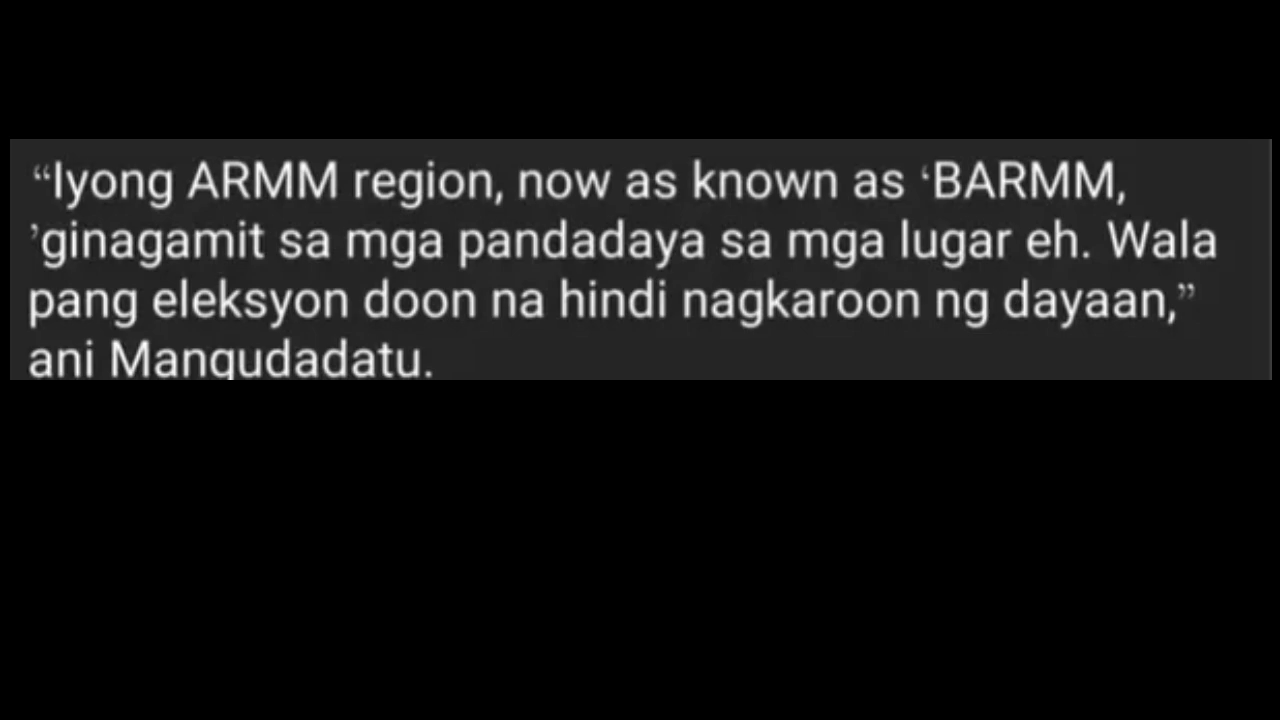 “Iyong ARMM region, now as known as ‘BARMM,
’ginagamit sa mga pandadaya sa mga lugar eh. Wala
pang eleksyon doon na hindi nagkaroon ng dayaan,”
ani Mangudadatu.